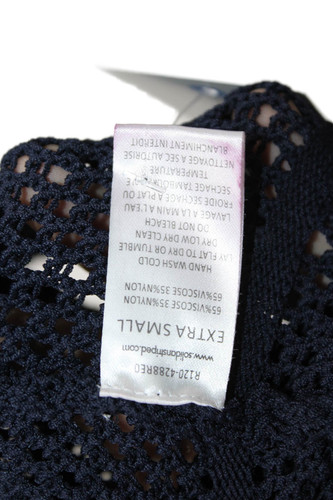 R120-4288RE0
www.solidandstriped.com
EXTRA SMALL
65%VISCOSE 35%NYLON
65%VISCOSE 35%NYLON
HAND WASH COLD
LAY FLAT TO DRY OR TUMBLE
DRY LOW DRY CLEAN
DO NOT BLEACH
LAVAGE A LA MAIN A L'EAU
FROIDE SECHAGE A PLAT OU
SECHAGE TAMBOUR
TEMPERATURE
NETTOYAGE A SEC AUTORISE
BLANCHIMENT INTERDIT